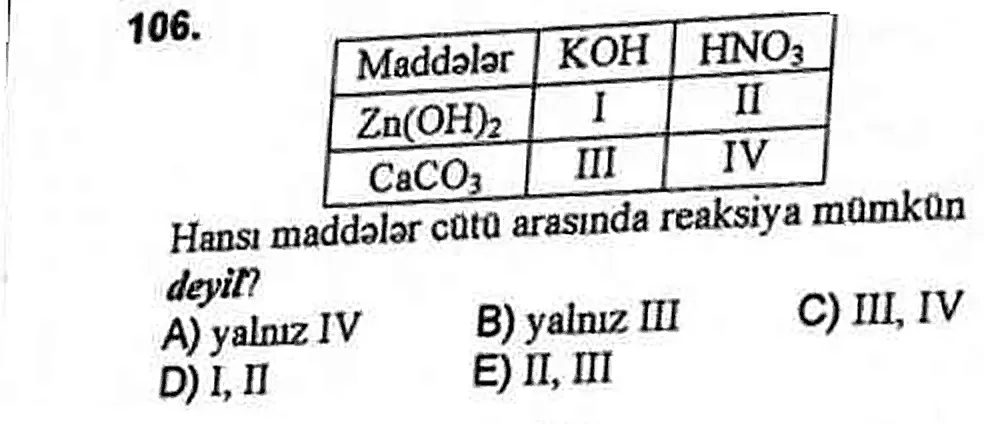 106.
Maddələr KOH HNO₃
Zn(OH)₂ I II
CaCO₃ III IV
Hansı maddələr cütü arasında reaksiya mümkün
deyil?
A) yalnız IV B) yalnız III C) III, IV
D) I, II E) II, III